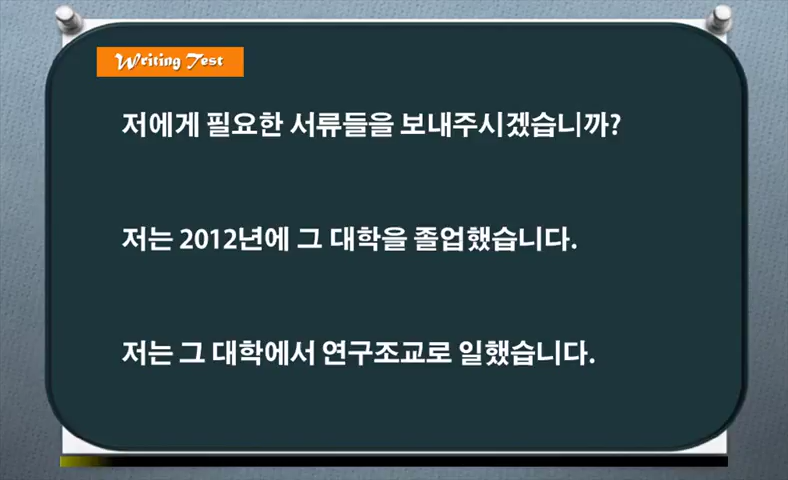 Writing Test
저에게 필요한 서류들을 보내주시겠습니까?
저는 2012년에 그 대학을 졸업했습니다.
저는 그 대학에서 연구조교로 일했습니다.